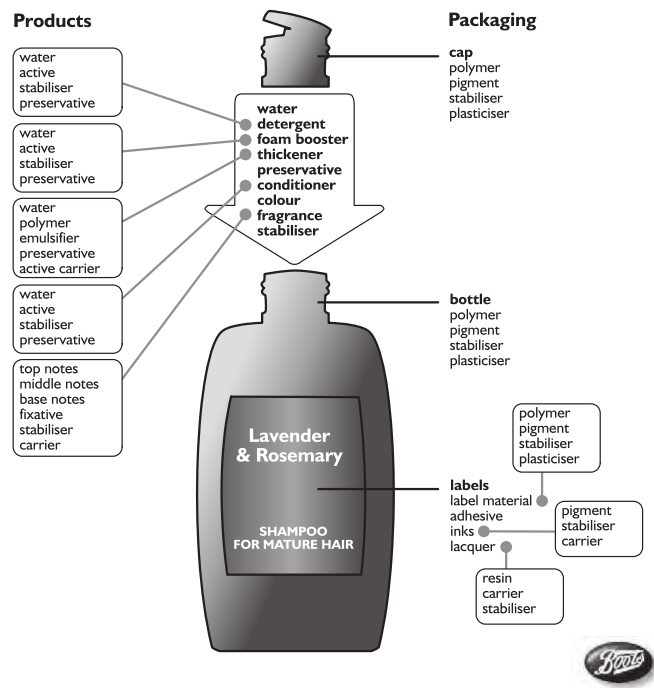 Products
water
active
stabiliser
preservative
water
active
stabiliser
preservative
water
polymer
emulsifier
preservative
active carrier
water
active
stabiliser
preservative
top notes
middle notes
base notes
fixative
stabiliser
carrier
water
detergent
foam booster
thickener
preservative
conditioner
colour
fragrance
stabiliser
Lavender
& Rosemary
SHAMPOO
FOR MATURE HAIR
Packaging
cap
polymer
pigment
stabiliser
plasticiser
bottle
polymer
pigment
stabiliser
plasticiser
labels
label material
adhesive
inks
lacquer
polymer
pigment
stabiliser
plasticiser
pigment
stabiliser
carrier
resin
carrier
stabiliser
Boots